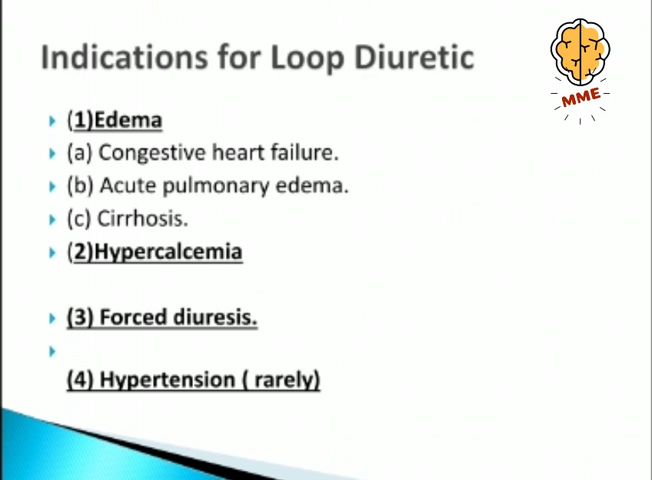 Indications for Loop Diuretic
MME
(1)Edema
(a) Congestive heart failure.
(b) Acute pulmonary edema.
(c) Cirrhosis.
(2)Hypercalcemia
(3) Forced diuresis.
(4) Hypertension ( rarely)